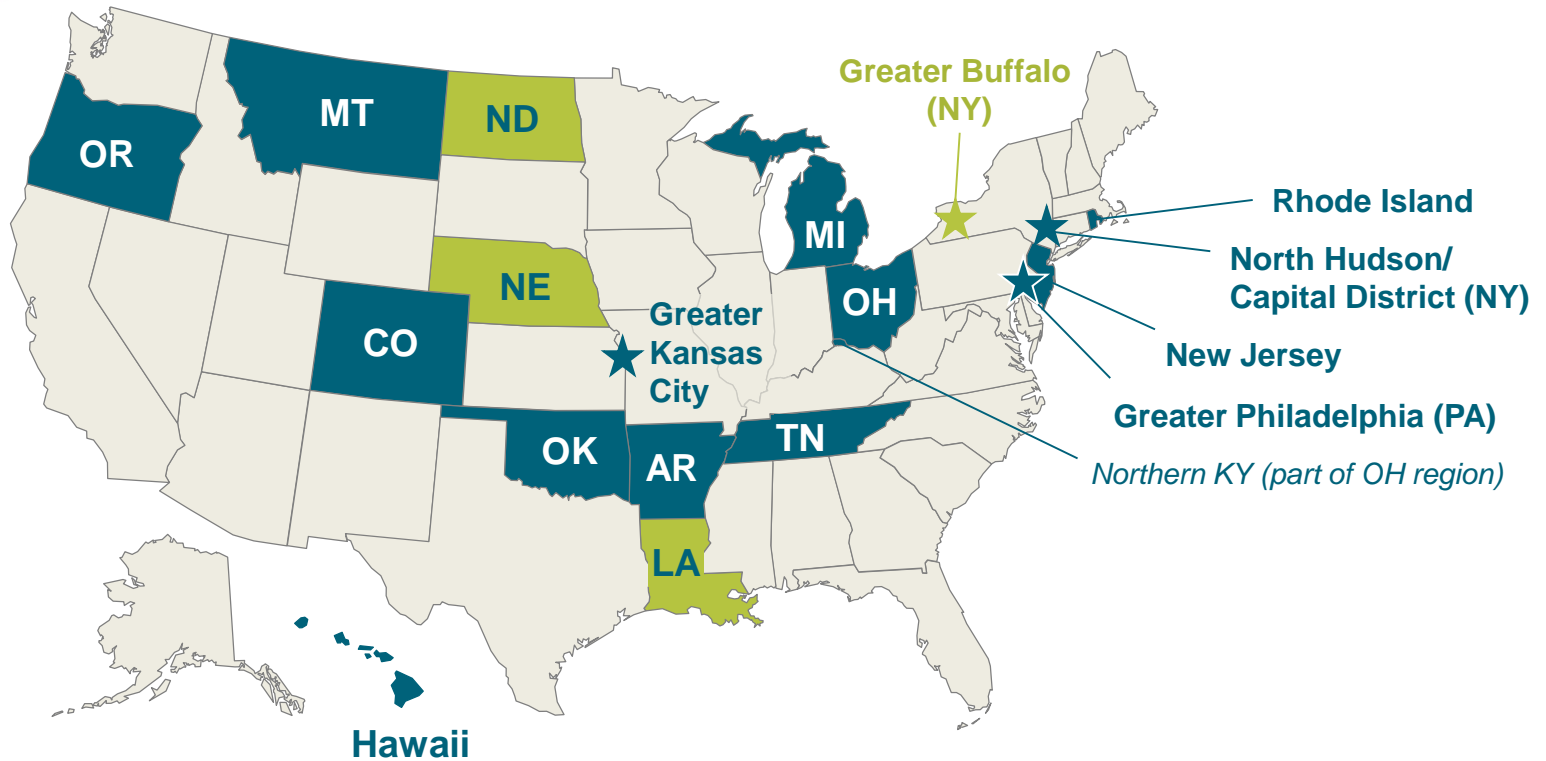 Greater Buffalo
(NY)
MT
ND
OR
Rhode Island
MI
North Hudson/
Capital District (NY)
NE
OH
Greater
Kansas
City
CO
New Jersey
Greater Philadelphia (PA)
TN
OK
AR
Northern KY (part of OH region)
LA
Hawaii